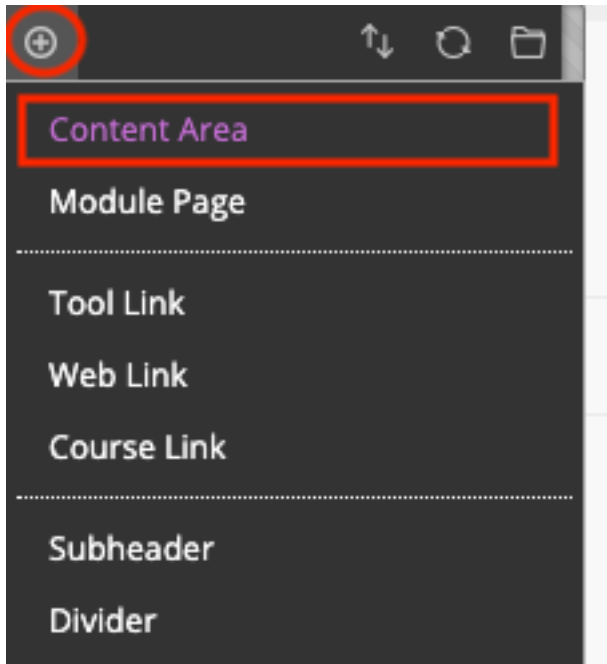 Content Area
Module Page
Tool Link
Web Link
Course Link
Subheader
Divider